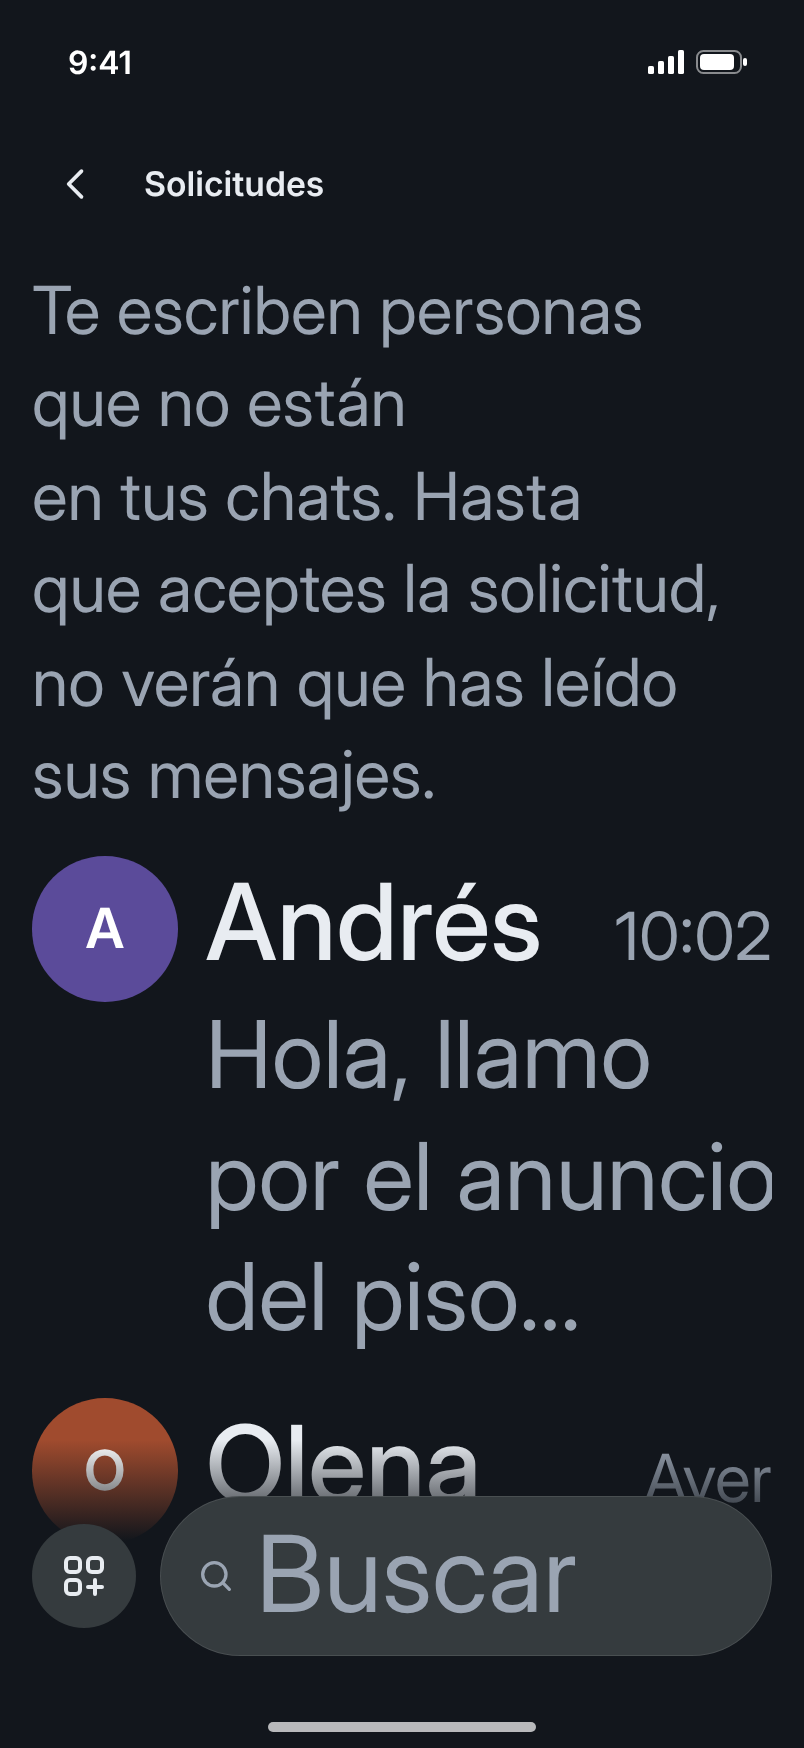 9:41
Solicitudes
Te escriben personas
que no están
en tus chats. Hasta
que aceptes la solicitud,
no verán que has leído
sus mensajes.
A
Andrés 10:02
Hola, llamo
por el anuncio
del piso...
O
Olena Ayer
Buscar